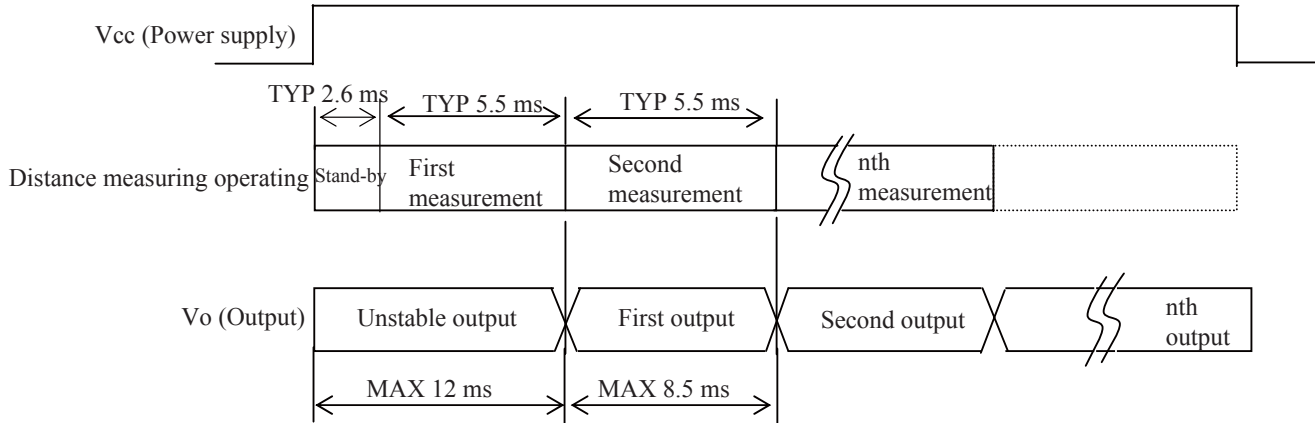 Vcc (Power supply)
TYP 2.6 ms
TYP 5.5 ms
TYP 5.5 ms
Distance measuring operating
Stand-by
First
measurement
Second
measurement
nth
measurement
Vo (Output)
Unstable output
First output
Second output
nth
output
MAX 12 ms
MAX 8.5 ms